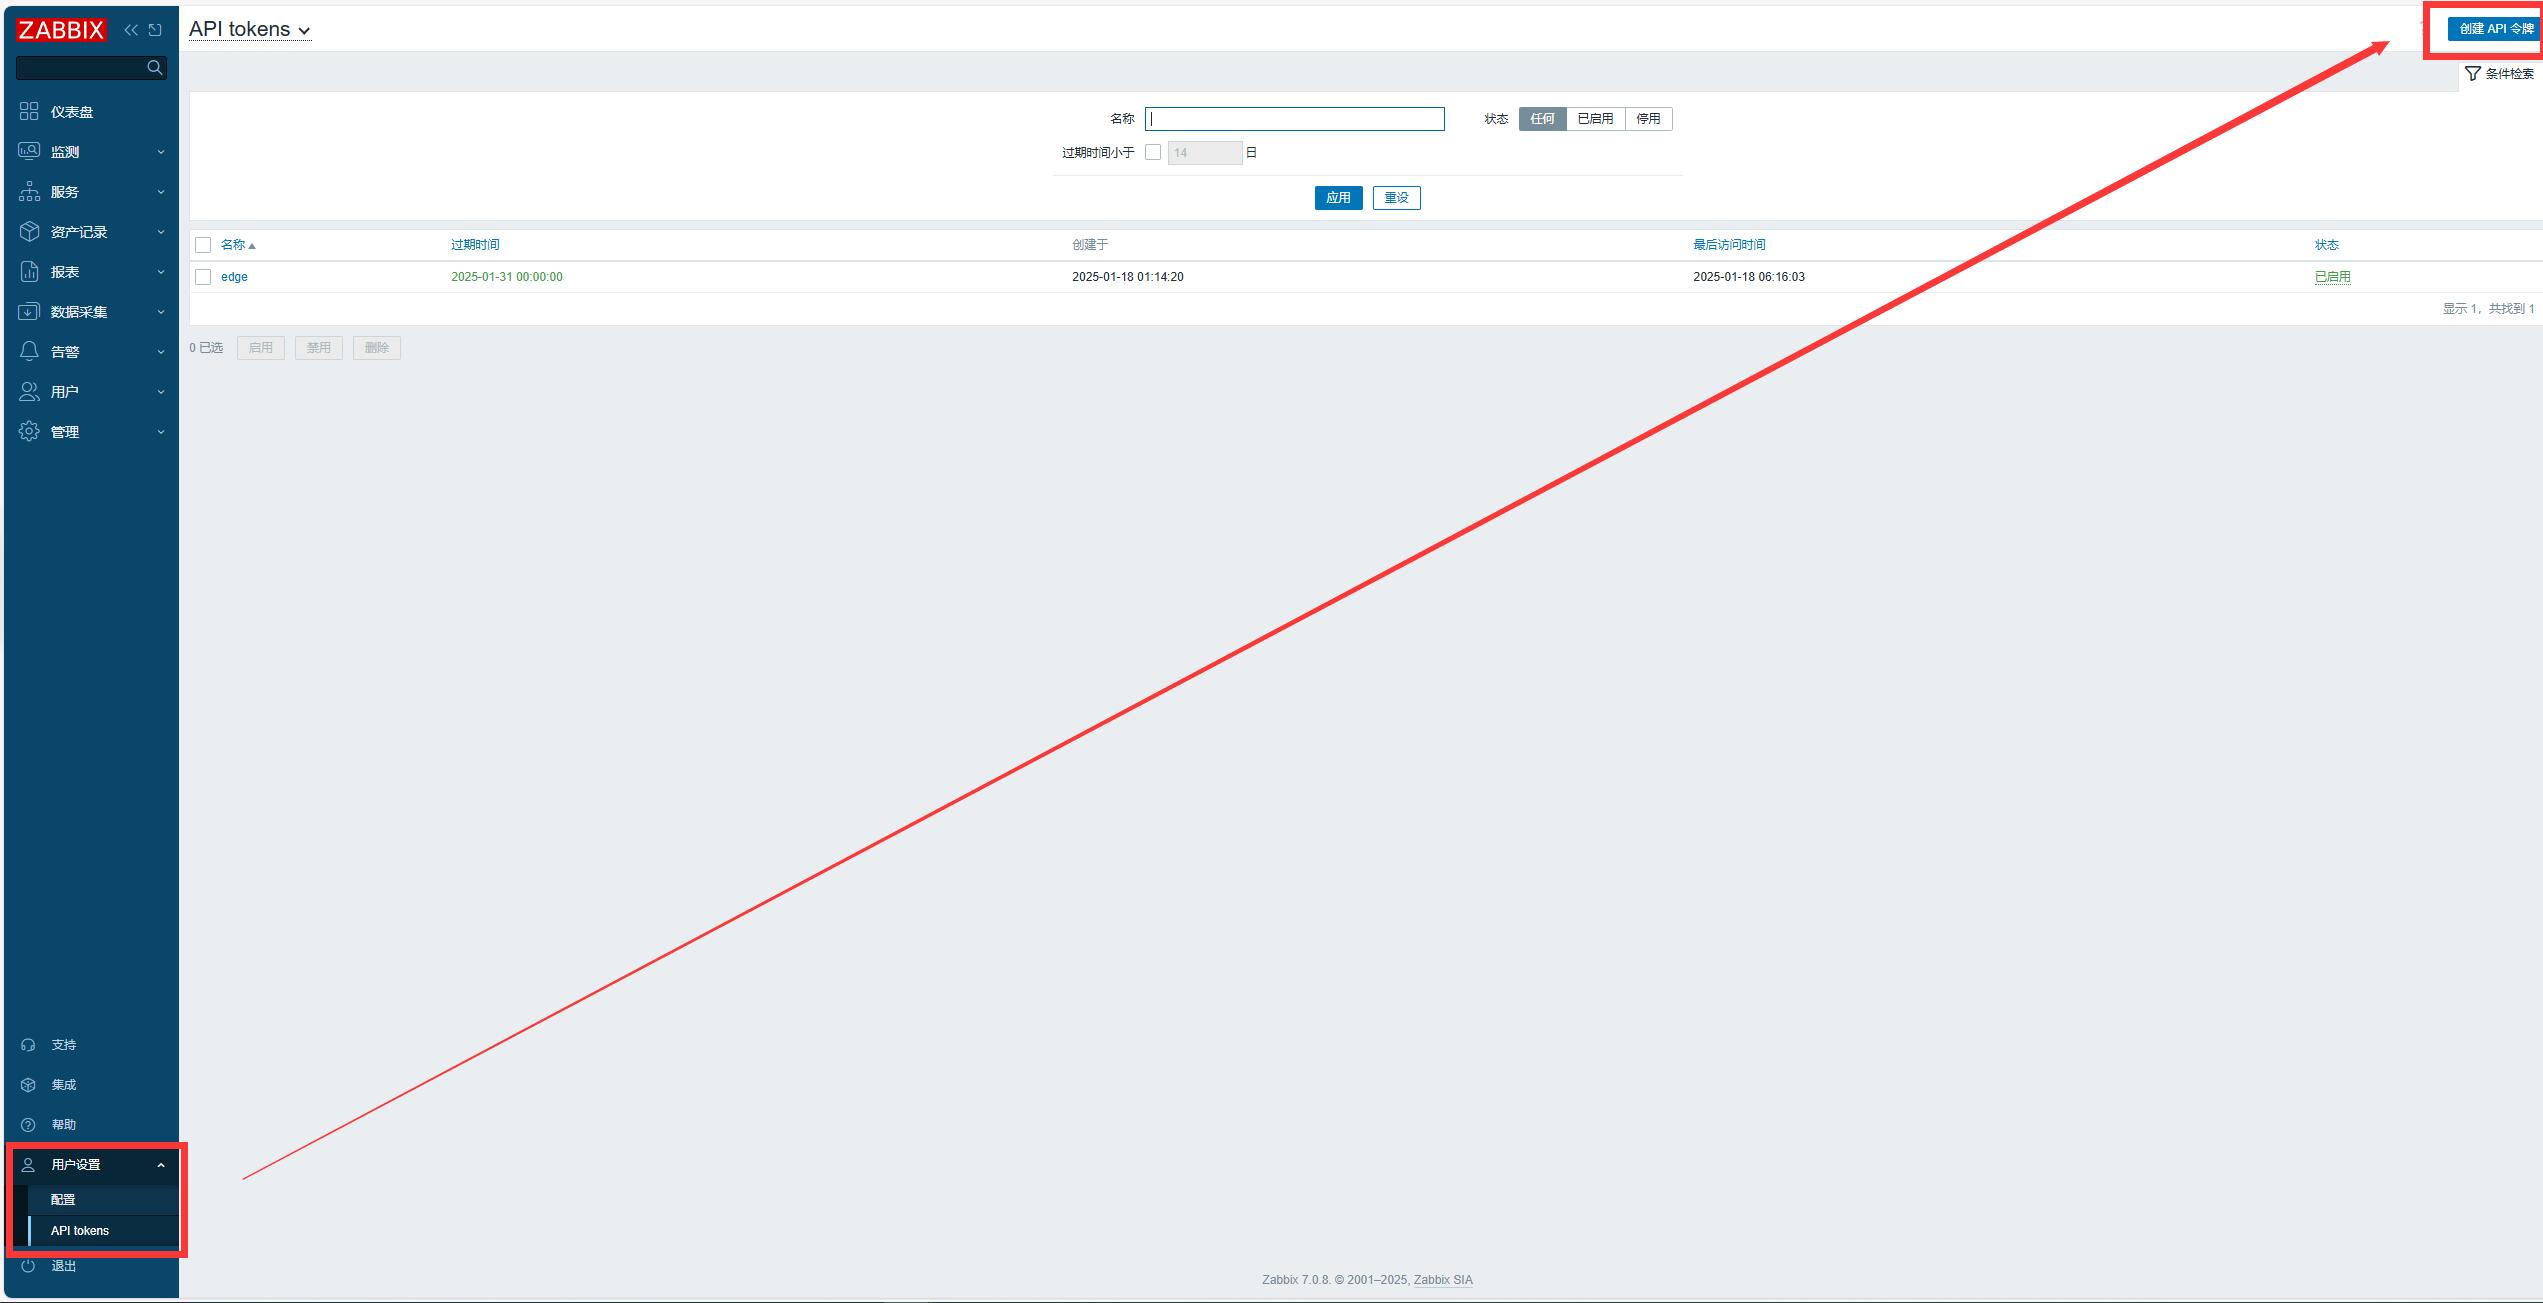 ZABBIX
API tokens
创建 API 令牌
条件检索
仪表盘
监测
服务
资产记录
报表
数据采集
告警
用户
管理
名称
状态 任何 已启用 停用
过期时间小于 14 日
应用 重设
名称 过期时间 创建于 最后访问时间 状态
edge 2025-01-31 00:00:00 2025-01-18 01:14:20 2025-01-18 06:16:03 已启用
显示 1，共找到 1
0 已选 启用 禁用 删除
支持
集成
帮助
用户设置
配置
API tokens
退出
Zabbix 7.0.8. © 2001–2025, Zabbix SIA